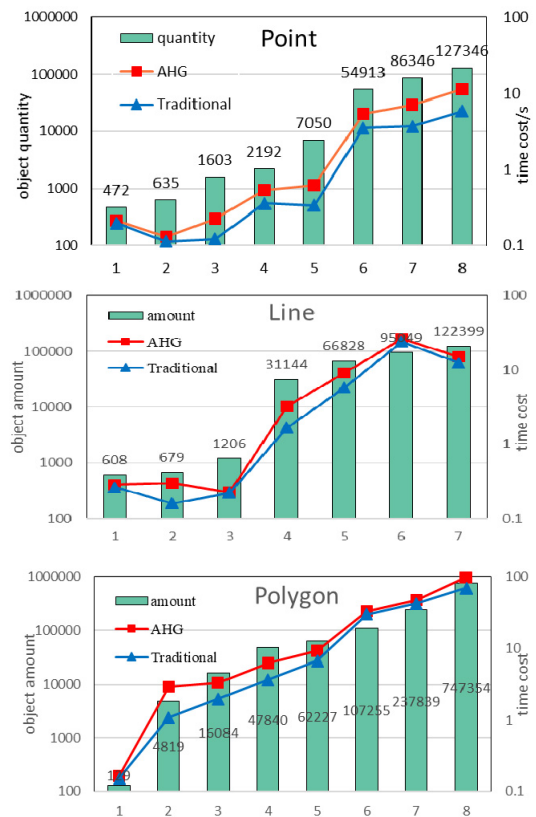 Point
quantity
AHG
Traditional
1000000
100000
10000
1000
100
object quantity
472
635
1603
2192
7050
54913
86346
127346
100
10
1
0.1
time cost/s
1 2 3 4 5 6 7 8
Line
amount
AHG
Traditional
1000000
100000
10000
1000
100
object amount
608
679
1206
31144
66828
122399
100
10
1
0.1
time cost
1 2 3 4 5 6 7
Polygon
amount
AHG
Traditional
1000000
100000
10000
1000
100
object amount
4819
16084
47840
62227
107255
237839
747354
100
10
1
0.1
time cost
1 2 3 4 5 6 7 8